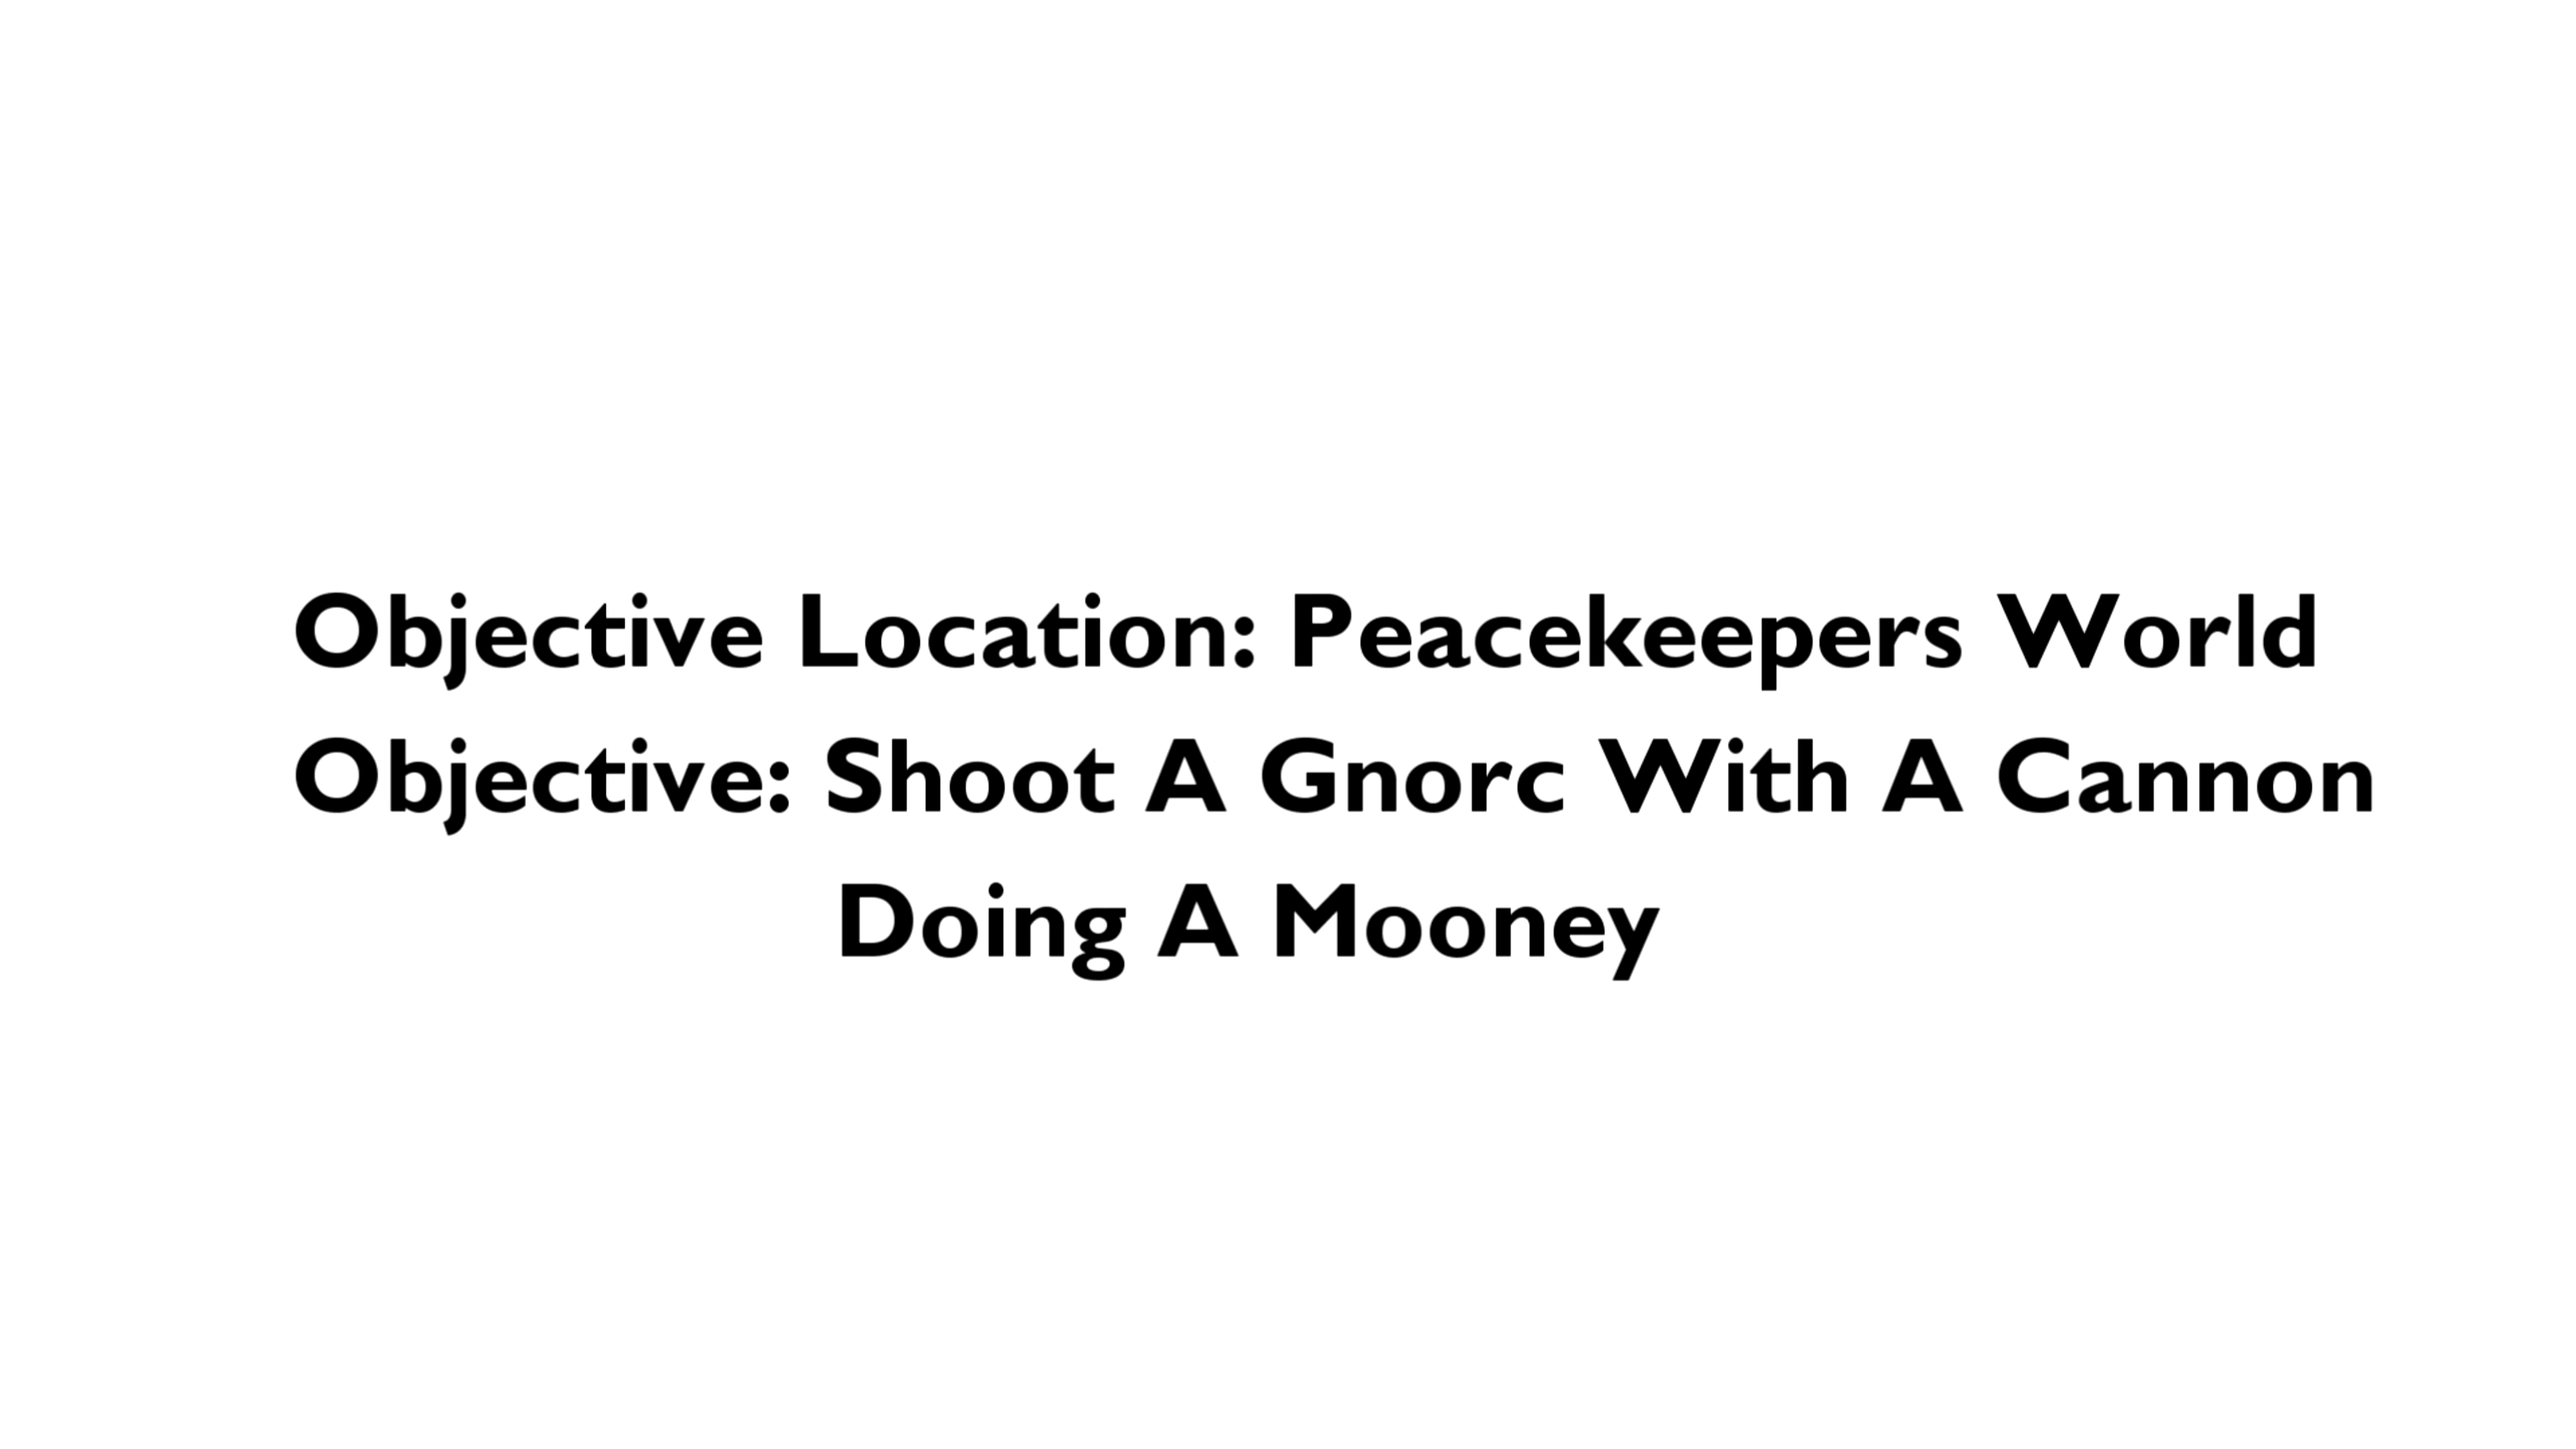 Objective Location: Peacekeepers World
Objective: Shoot A Gnorc With A Cannon
Doing A Mooney